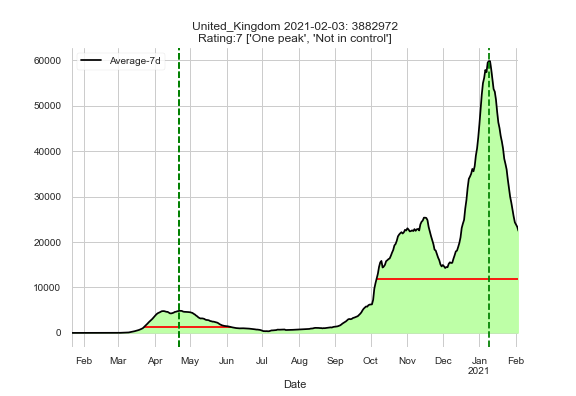 United_Kingdom 2021-02-03: 3882972
Rating:7 ['One peak', 'Not in control']
Average-7d
60000
50000
40000
30000
20000
10000
0
Feb Mar Apr May Jun Jul Aug Sep Oct Nov Dec Jan Feb
2021
Date